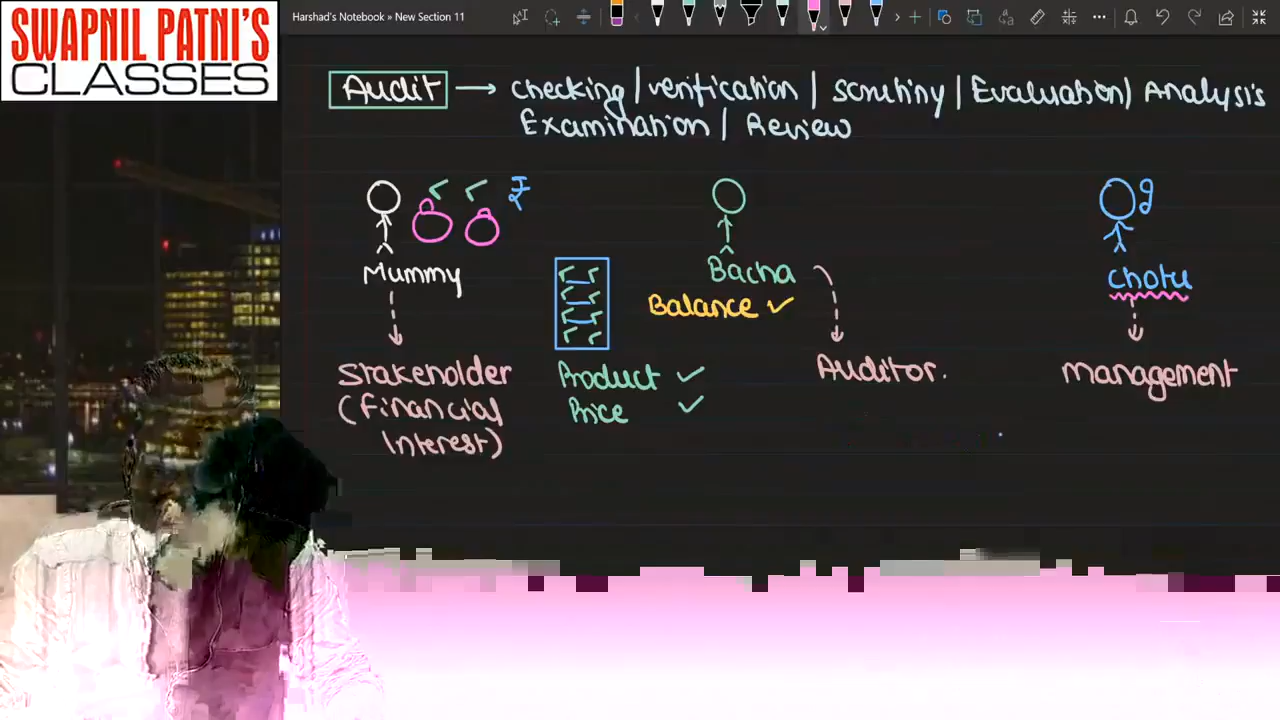 SWAPNIL PATNI'S
CLASSES
Harshad's Notebook » New Section 11
Audit → checking | verification | scrutiny | Evaluation | Analysis
Examination | Review
₹
Mummy
Bacha
chotu
Balance ✓
Stakeholder
(Financial
Interest)
Product ✓
Price ✓
Auditor.
management